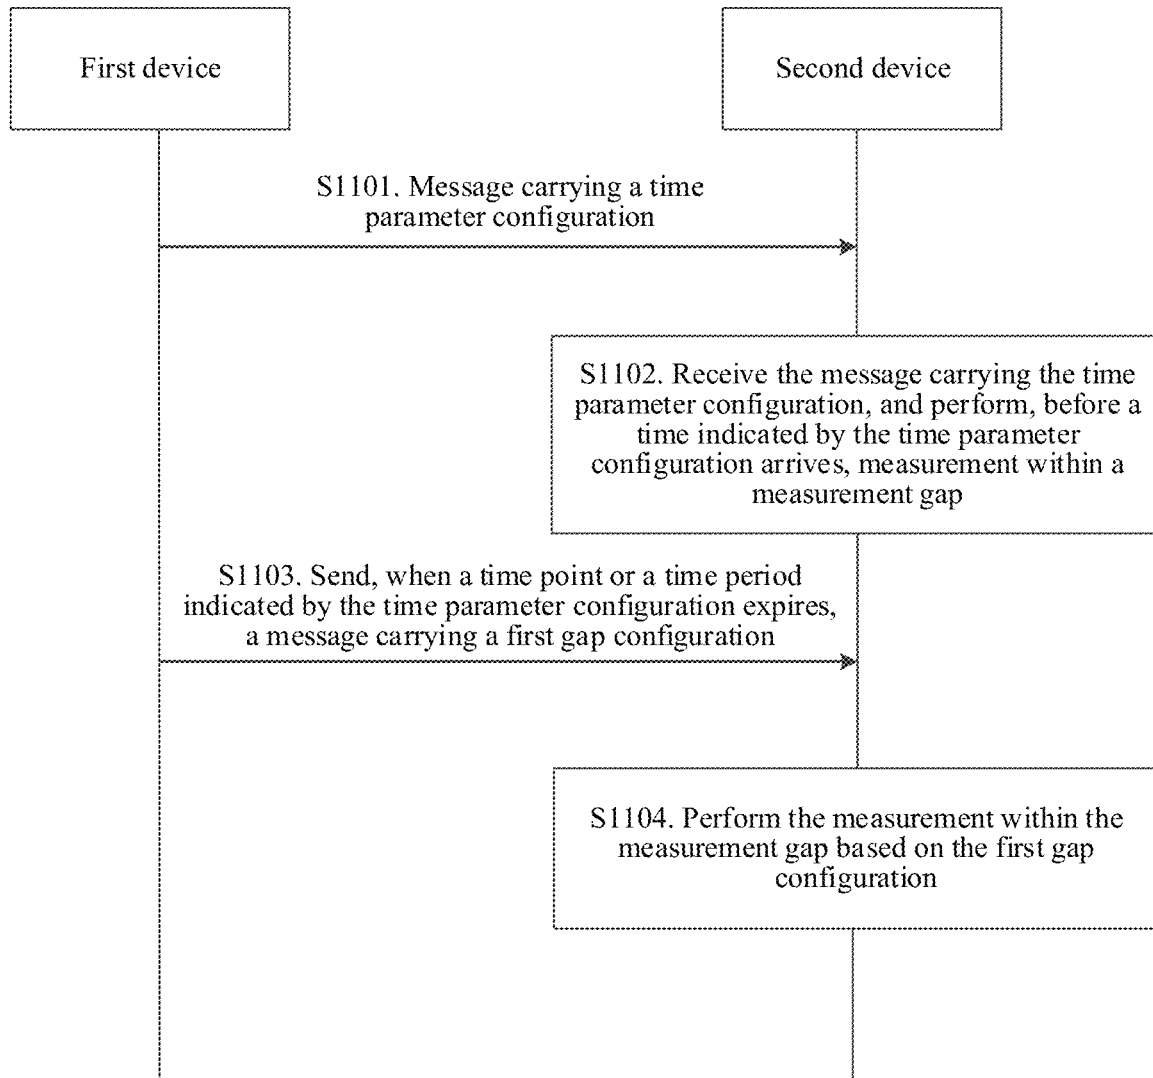 First device
Second device
S1101. Message carrying a time
parameter configuration
S1102. Receive the message carrying the time
parameter configuration, and perform, before a
time indicated by the time parameter
configuration arrives, measurement within a
measurement gap
S1103. Send, when a time point or a time period
indicated by the time parameter configuration expires,
a message carrying a first gap configuration
S1104. Perform the measurement within the
measurement gap based on the first gap
configuration